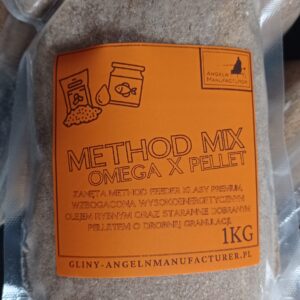 ANGELN
MANUFACTURER
METHOD MIX
OMEGA X PELLET
ZANĘTA METHOD FEEDER KLASY PREMIUM,
WZBOGACONA WYSOKOENERGETYCZNYM
OLEJEM RYBNYM ORAZ STARANNIE DOBRANYM
PELLETEM O DROBNEJ GRANULACJI.
1KG
GLINY-ANGELNMANUFACTURER.PL